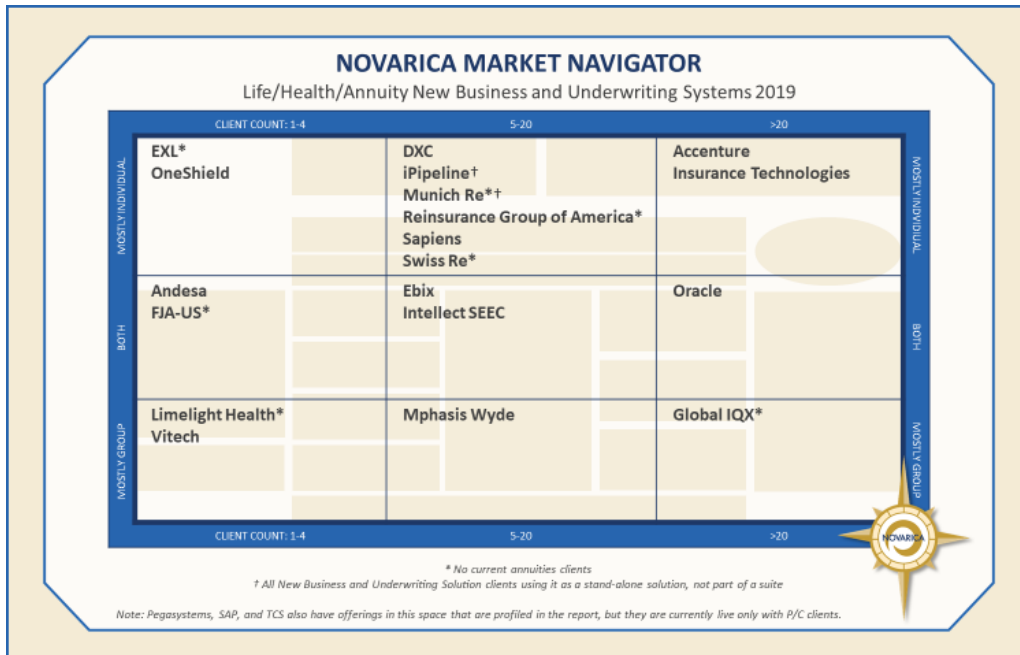 NOVARICA MARKET NAVIGATOR
Life/Health/Annuity New Business and Underwriting Systems 2019
CLIENT COUNT: 1-4
5-20
>20
MOSTLY INDIVIDUAL
EXL*
OneShield
DXC
iPipeline†
Munich Re*†
Reinsurance Group of America*
Sapiens
Swiss Re*
Accenture
Insurance Technologies
MOSTLY INDIVIDUAL
BOTH
Andesa
FJA-US*
Ebix
Intellect SEEC
Oracle
BOTH
MOSTLY GROUP
Limelight Health*
Vitech
Mphasis Wyde
Global IQX*
MOSTLY GROUP
CLIENT COUNT: 1-4
5-20
>20
NOVARICA
* No current annuities clients
† All New Business and Underwriting Solution clients using it as a stand-alone solution, not part of a suite
Note: Pegasystems, SAP, and TCS also have offerings in this space that are profiled in the report, but they are currently live only with P/C clients.